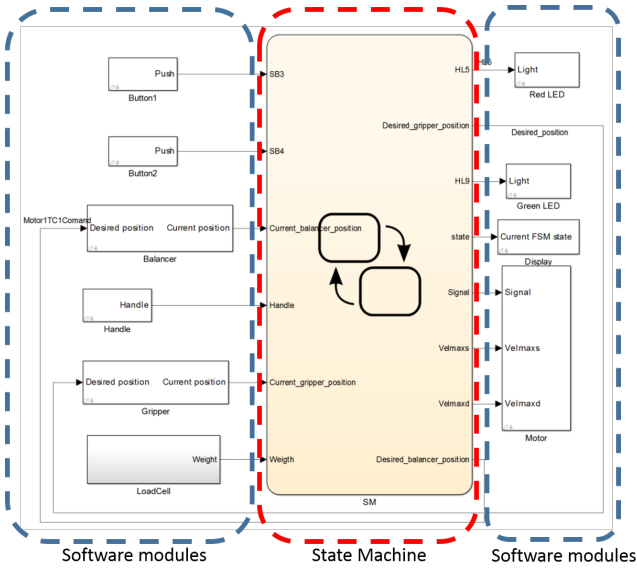 Push
Button1
Push
Button2
Motor1TC1Comand
Desired position
Current position
Balancer
Handle
Handle
Desired position
Current position
Gripper
Weight
LoadCell
SB3
SB4
Current_balancer_position
Handle
Current_gripper_position
Weigth
HL5
Desired_gripper_position
HL9
state
Signal
Velmaxs
Velmaxd
Desired_balancer_position
SM
Light
Red LED
Desired_position
Light
Green LED
Current FSM state
Display
Signal
Velmaxs
Velmaxd
Motor
Software modules
State Machine
Software modules